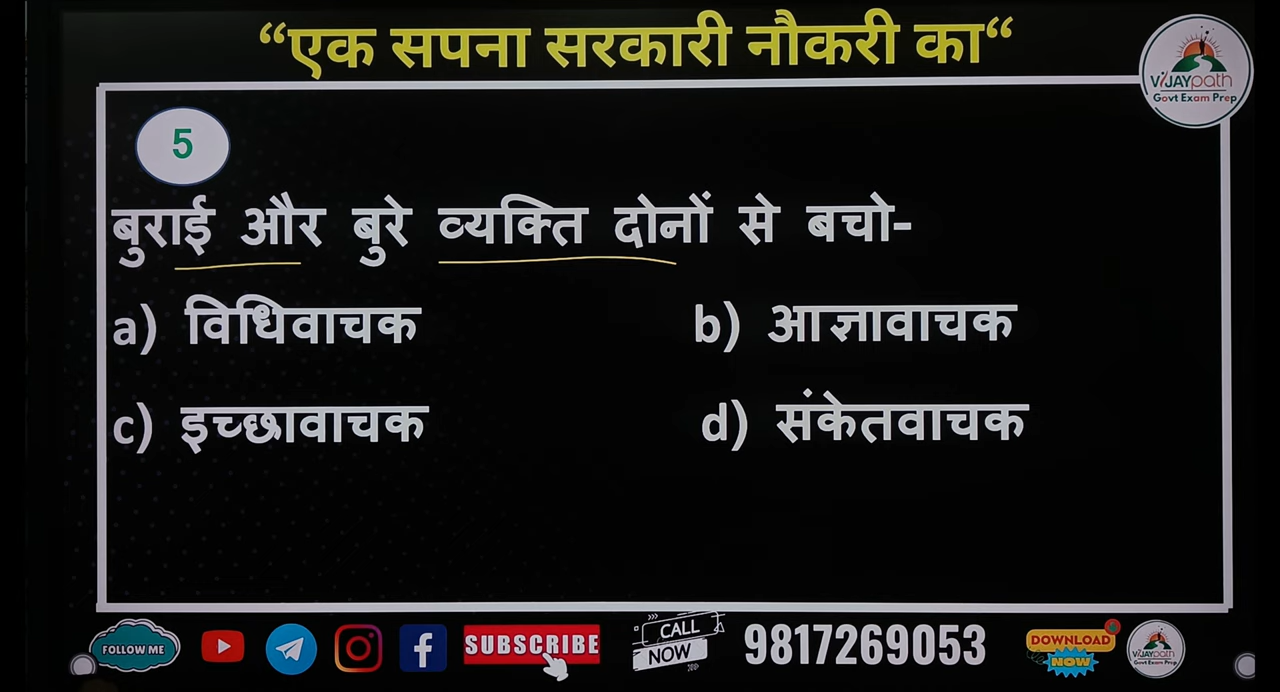 “एक सपना सरकारी नौकरी का“
VIJAYpath
Govt Exam Prep
5
बुराई और बुरे व्यक्ति दोनों से बचो-
a) विधिवाचक
b) आज्ञावाचक
c) इच्छावाचक
d) संकेतवाचक
FOLLOW ME
SUBSCRIBE
CALL
NOW
9817269053
DOWNLOAD
NOW
VIJAYpath
Govt Exam Prep